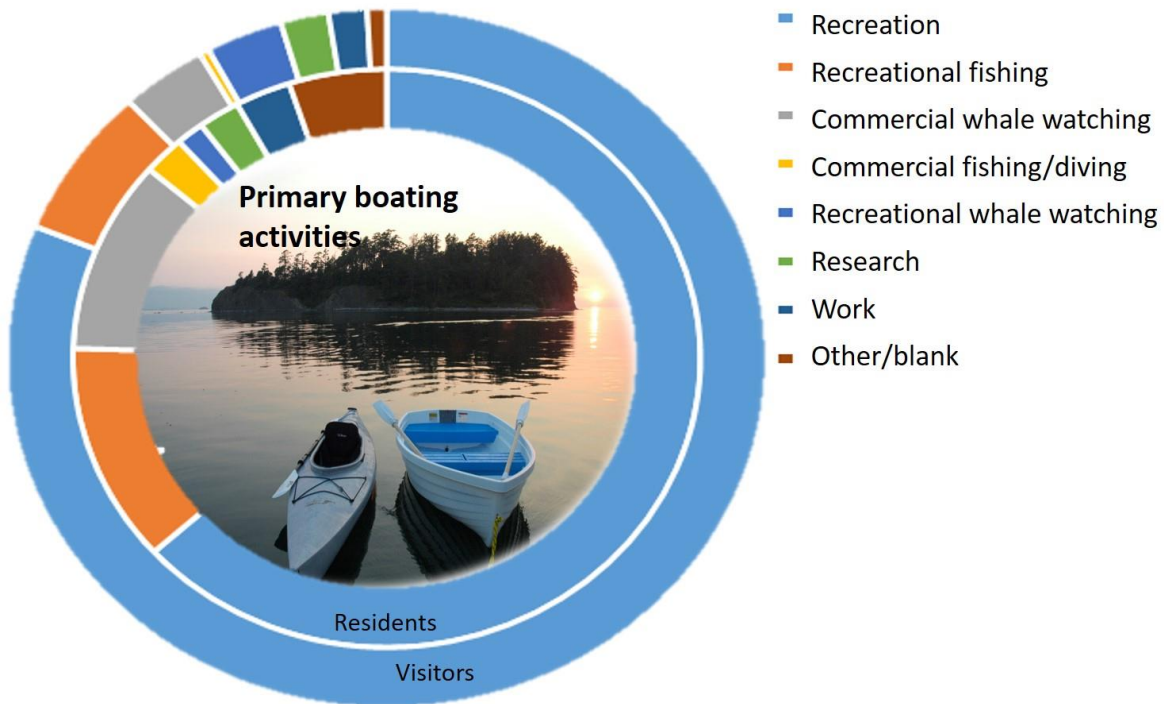 Primary boating
activities
Residents
Visitors
Recreation
Recreational fishing
Commercial whale watching
Commercial fishing/diving
Recreational whale watching
Research
Work
Other/blank